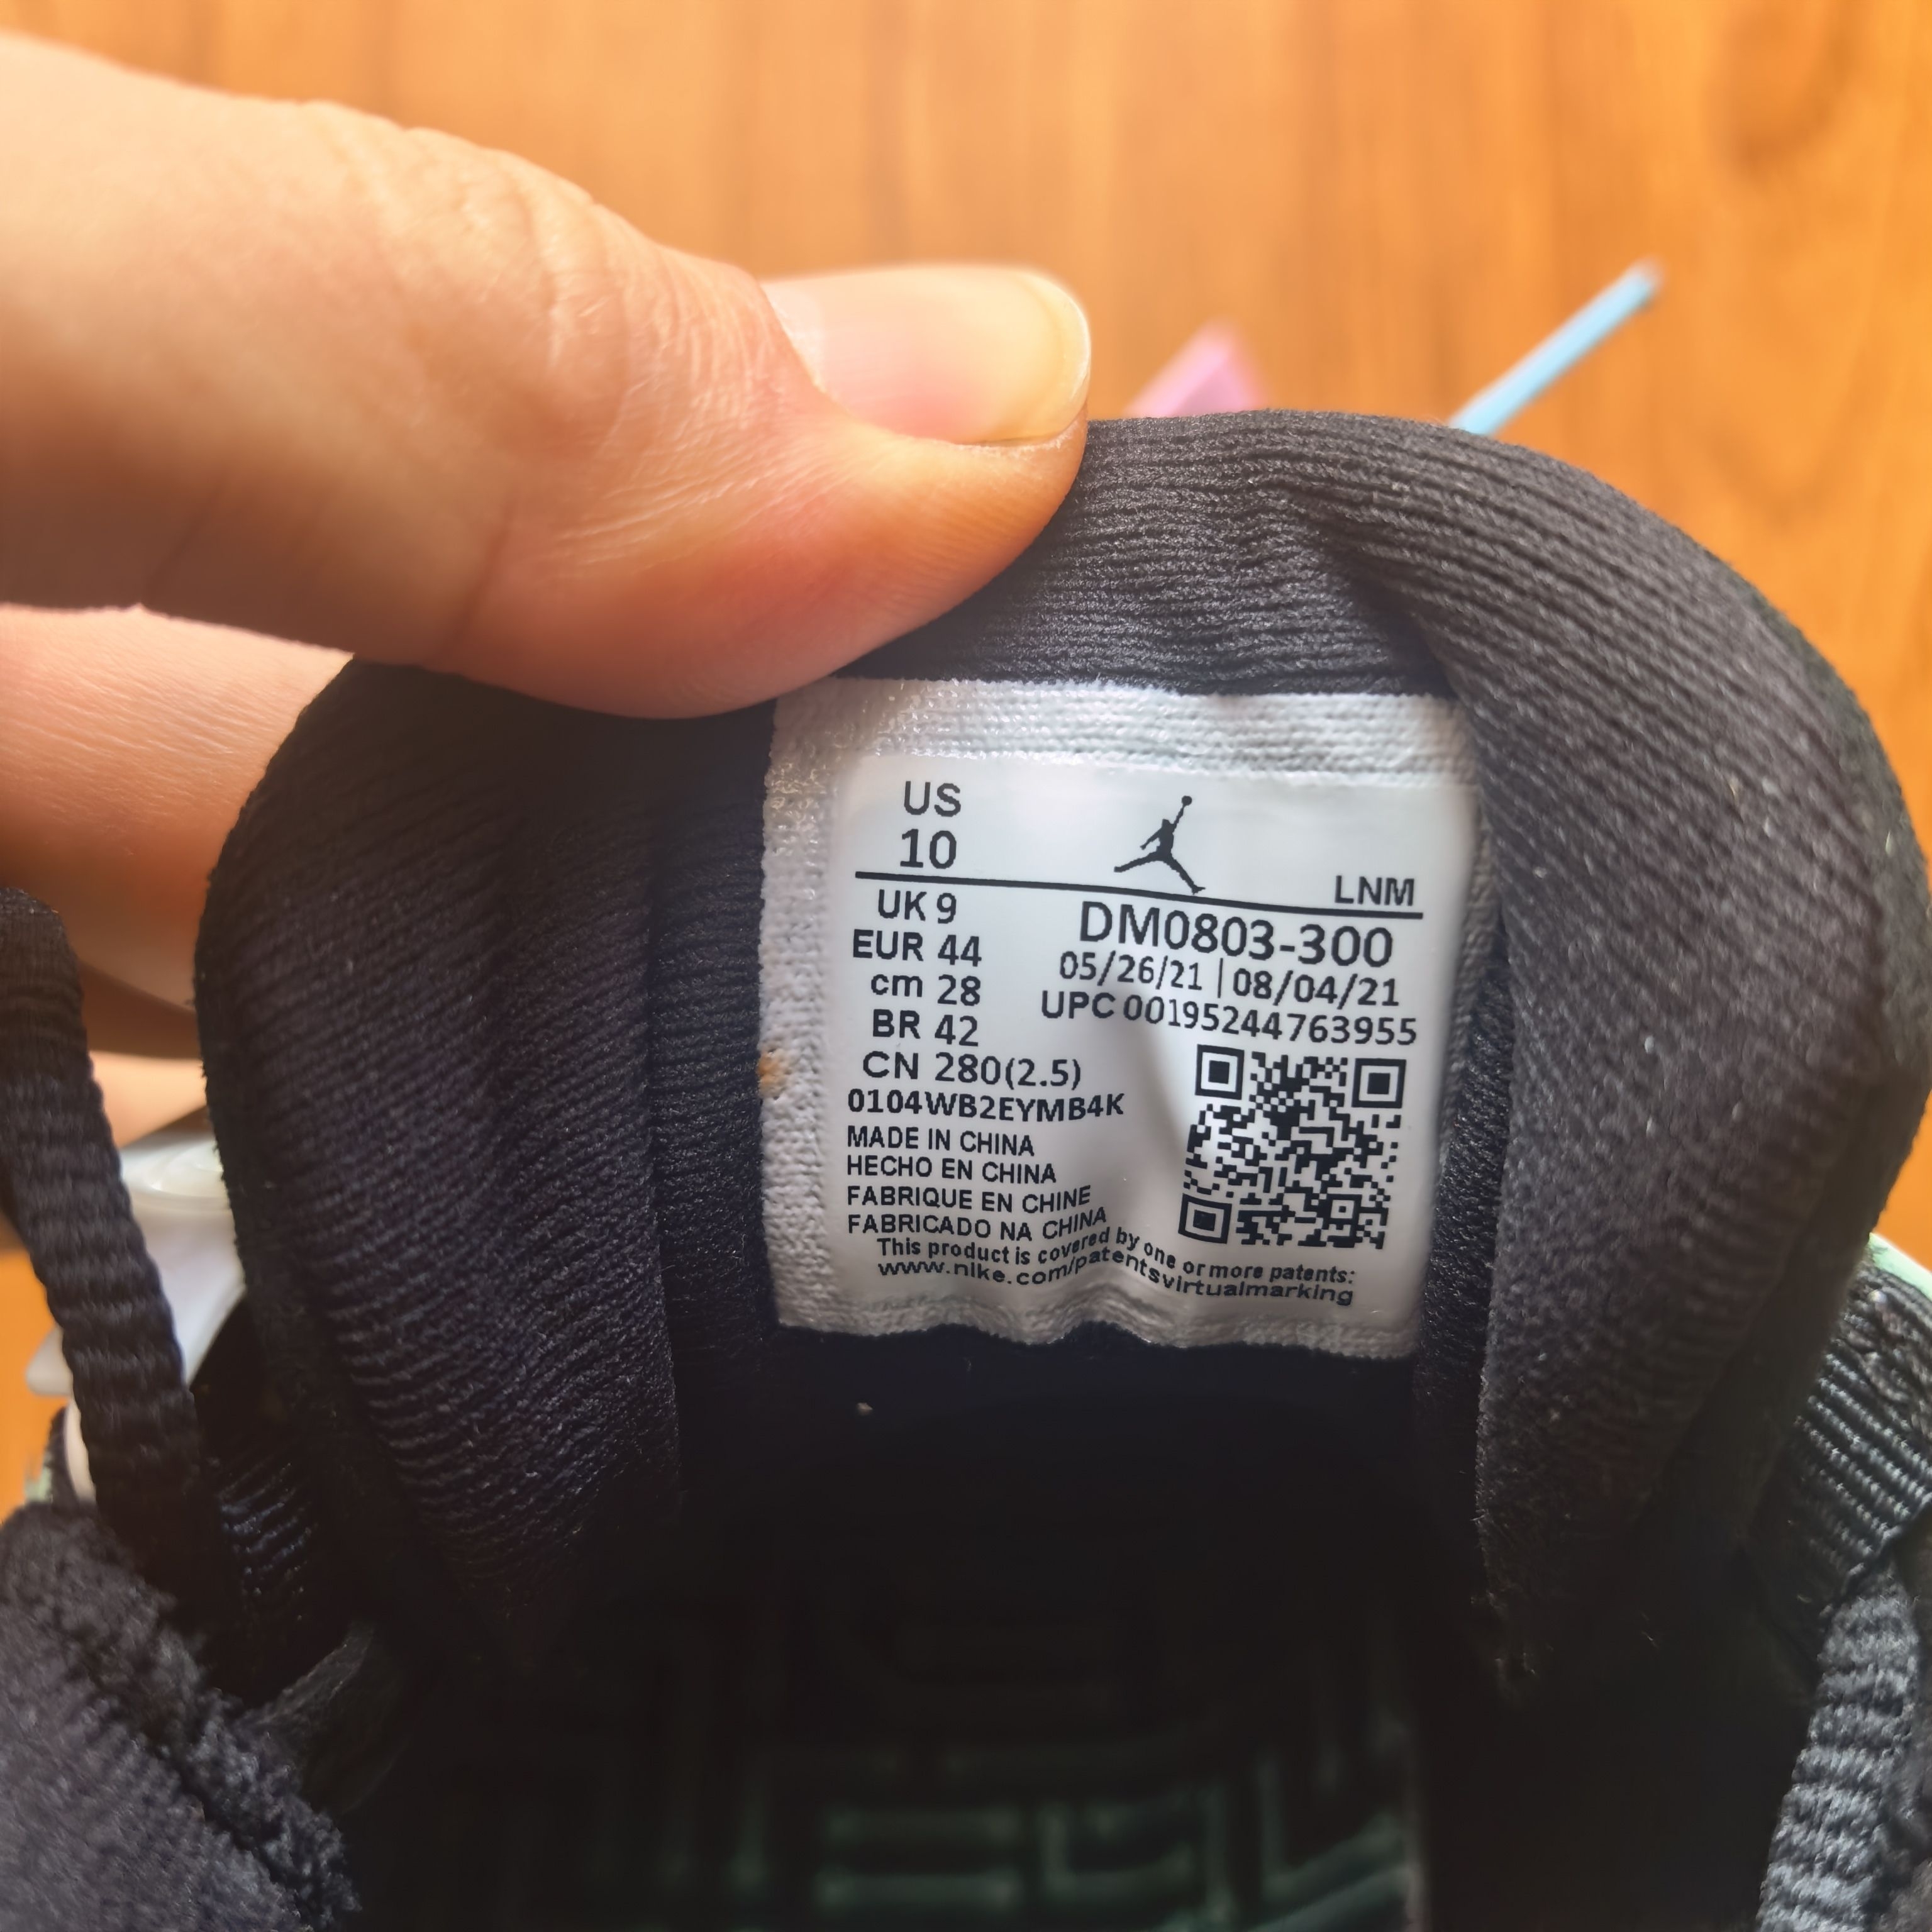 US
10
LNM
UK 9
EUR 44
cm 28
BR 42
CN 280(2.5)
DM0803-300
05/26/21 | 08/04/21
UPC 00195244763955
0104WB2EYMB4K
MADE IN CHINA
HECHO EN CHINA
FABRIQUE EN CHINE
FABRICADO NA CHINA
This product is covered by one or more patents:
www.nike.com/patentsvirtualmarking